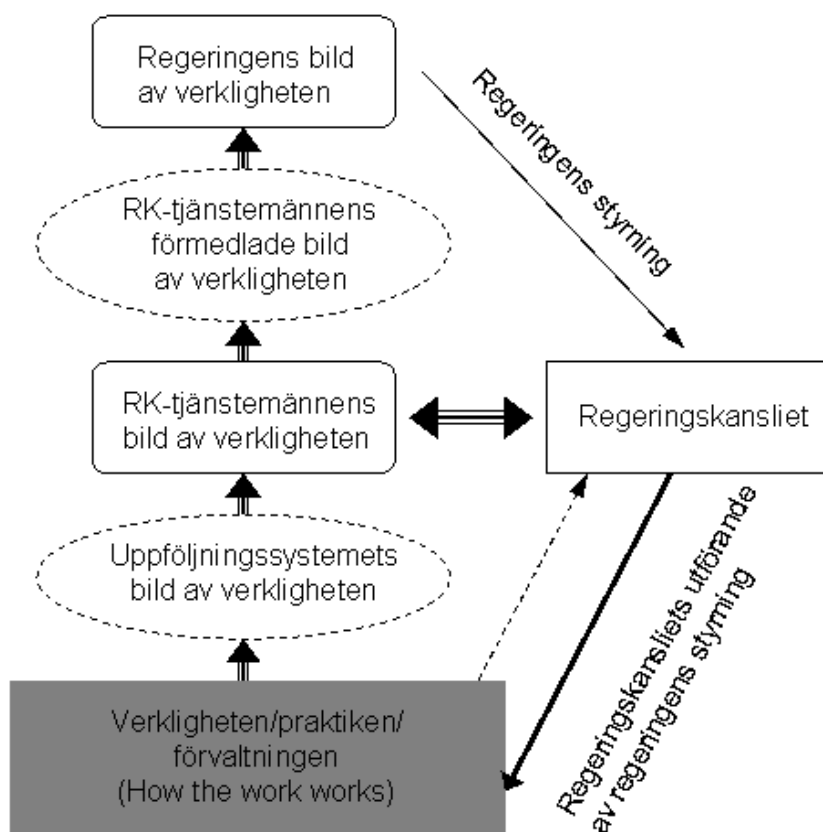 Regeringens bild
av verkligheten
Regeringens styrning
RK-tjänstemännens
förmedlade bild
av verkligheten
RK-tjänstemännens
bild av verkligheten
Regeringskansliet
Uppföljningssystemets
bild av verkligheten
Regeringskansliets utförande
av regeringens styrning
Verkligheten/praktiken/
förvaltningen
(How the work works)